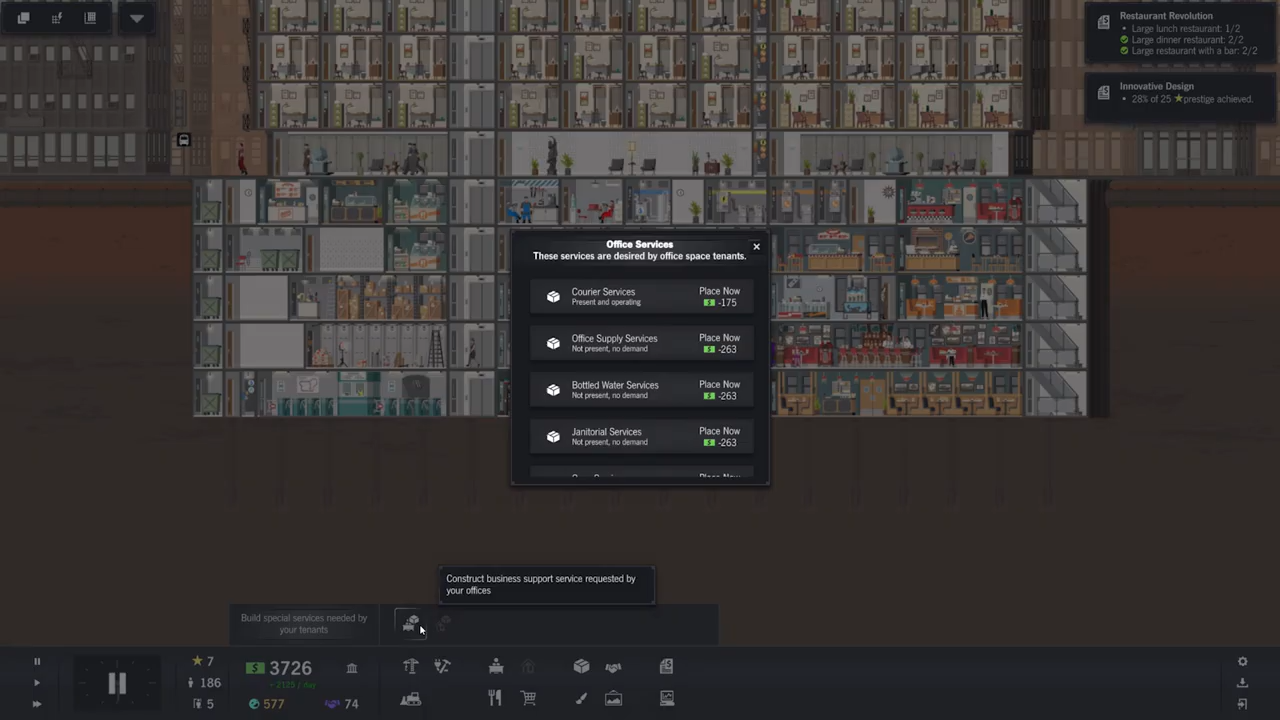 Restaurant Revolution
• Large lunch restaurant: 1/2
Large dinner restaurant: 2/2
Large restaurant with a bar: 2/2
Innovative Design
• 28% of 25 ★prestige achieved.
Office Services
These services are desired by office space tenants.
Courier Services
Present and operating
Place Now
$ -175
Office Supply Services
Not present, no demand
Place Now
$ -263
Bottled Water Services
Not present, no demand
Place Now
$ -263
Janitorial Services
Not present, no demand
Place Now
$ -263
Place Now
Construct business support service requested by
your offices
Build special services needed by
your tenants
★ 7
186
5
$ 3726
577
74